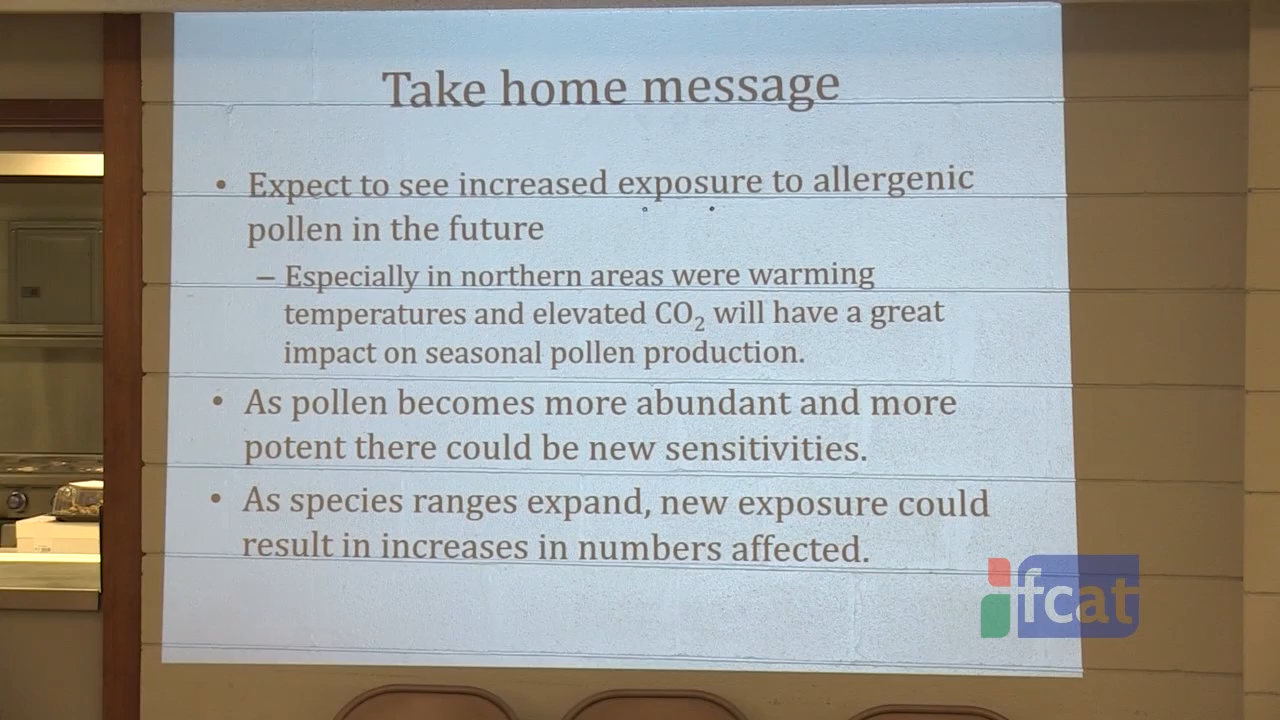 Take home message
• Expect to see increased exposure to allergenic
pollen in the future
– Especially in northern areas were warming
temperatures and elevated CO₂ will have a great
impact on seasonal pollen production.
• As pollen becomes more abundant and more
potent there could be new sensitivities.
• As species ranges expand, new exposure could
result in increases in numbers affected.
fcat